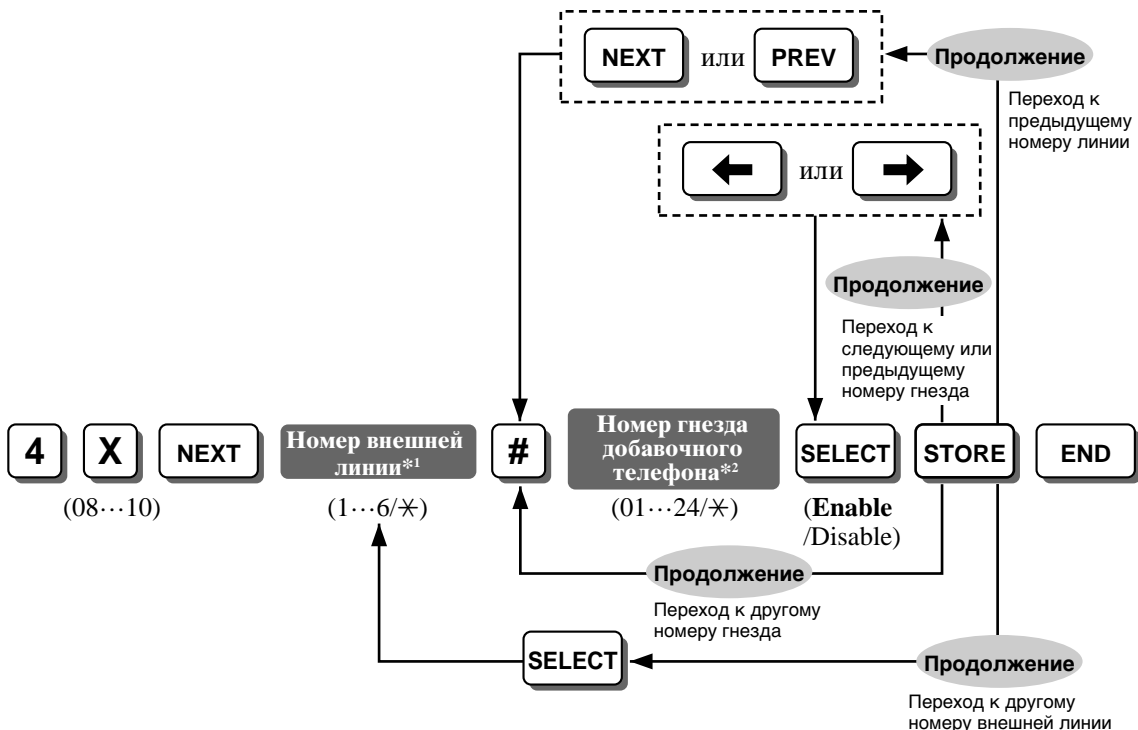 NEXT или PREV
Продолжение
Переход к
предыдущему
номеру линии
← или →
Продолжение
Переход к
следующему или
предыдущему
номеру гнезда
4 X NEXT
Номер внешней
линии*1
#
Номер гнезда
добавочного
телефона*2
SELECT STORE END
(08···10)
(1···6/✳)
(01···24/✳)
(Enable
/Disable)
Продолжение
Переход к другому
номеру гнезда
SELECT
Продолжение
Переход к другому
номеру внешней линии